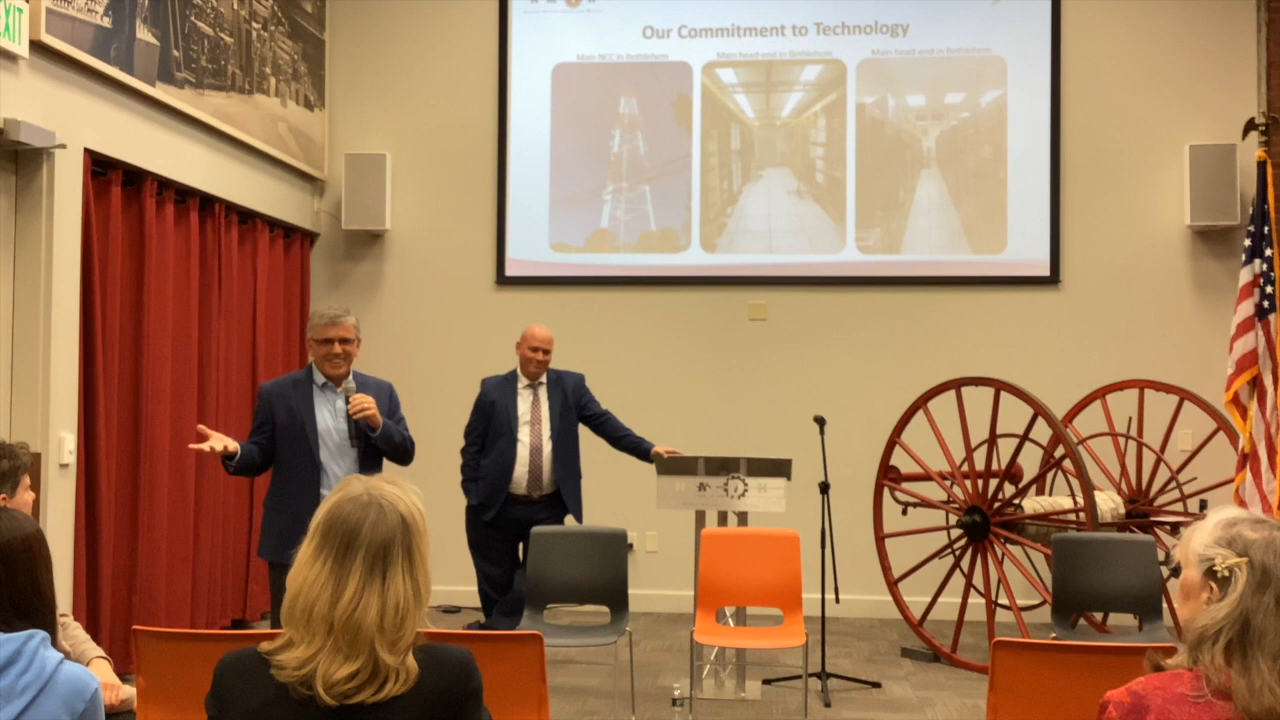 EXIT
Our Commitment to Technology
Main NCC in Bethlehem
Main head end in Bethlehem
Main head end in Bethlehem